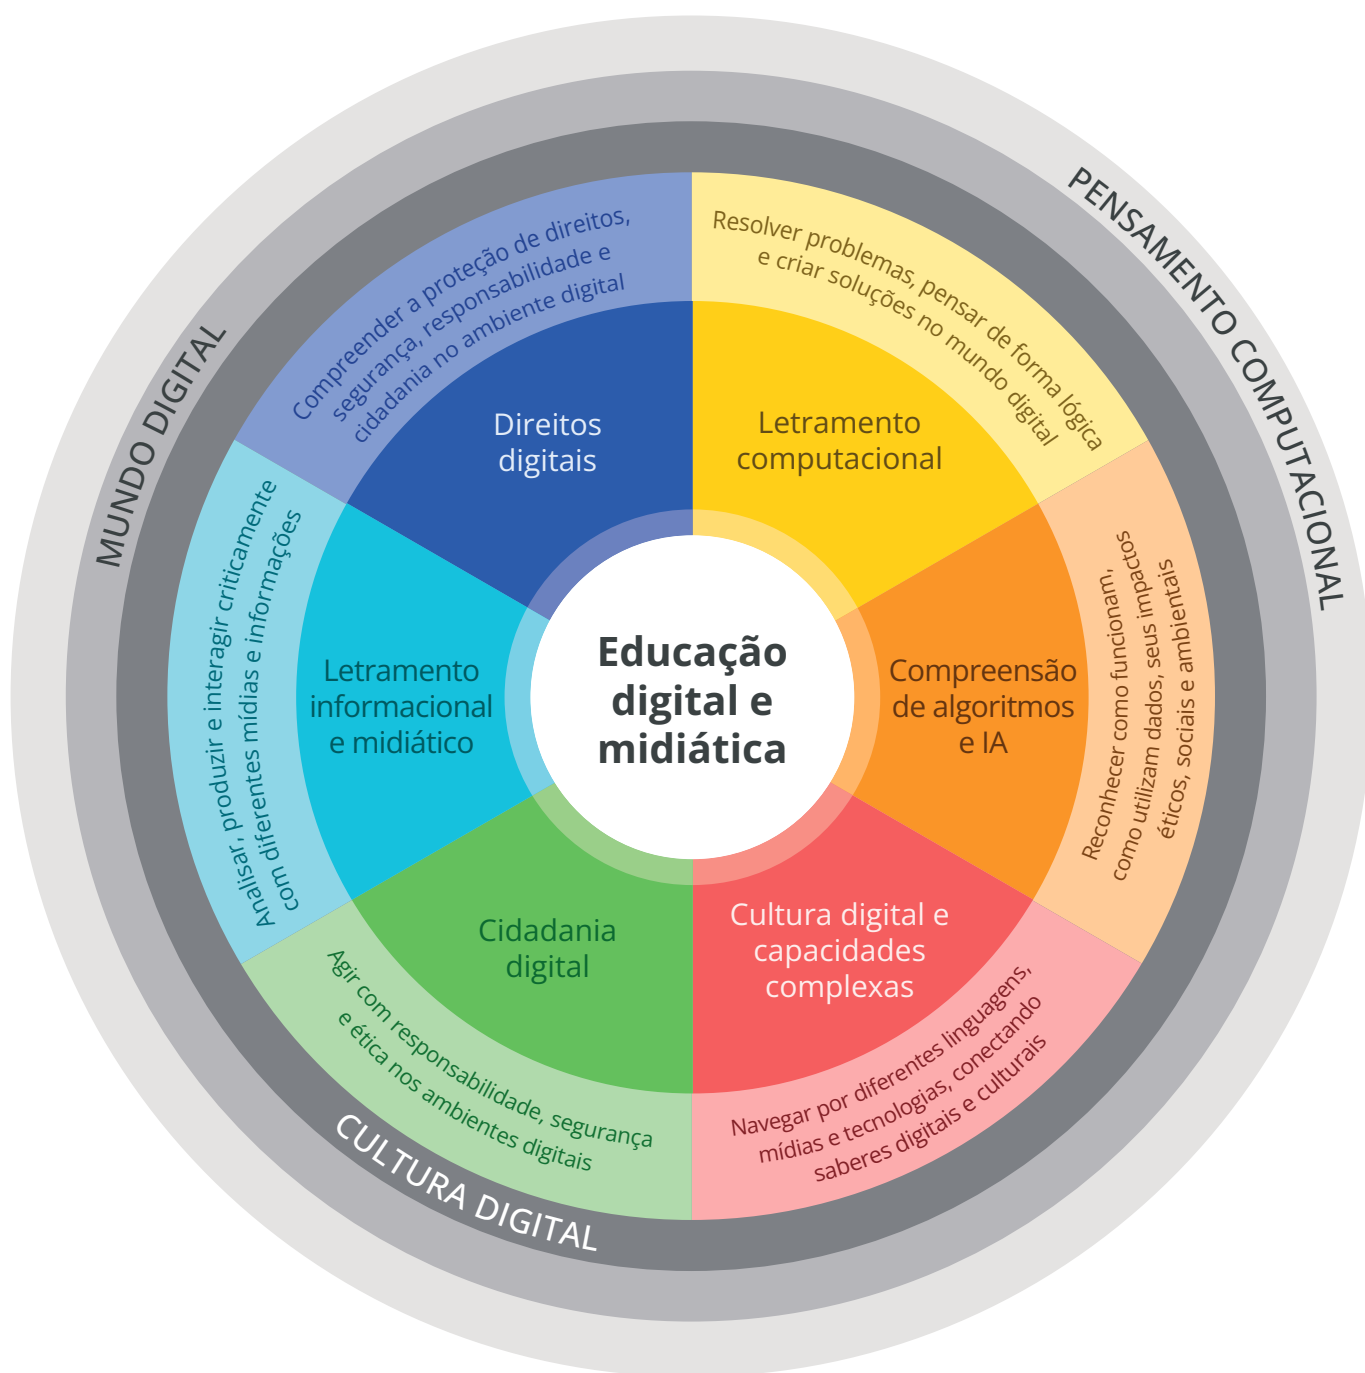 PENSAMENTO COMPUTACIONAL
MUNDO DIGITAL
CULTURA DIGITAL
Educação
digital e
midiática
Direitos
digitais
Compreender a proteção de direitos,
segurança, responsabilidade e
cidadania no ambiente digital
Letramento
computacional
Resolver problemas, pensar de forma lógica
e criar soluções no mundo digital
Compreensão
de algoritmos
e IA
Reconhecer como funcionam,
como utilizam dados, seus impactos
éticos, sociais e ambientais
Cultura digital e
capacidades
complexas
Navegar por diferentes linguagens,
mídias e tecnologias, conectando
saberes digitais e culturais
Cidadania
digital
Agir com responsabilidade, segurança
e ética nos ambientes digitais
Letramento
informacional
e midiático
Analisar, produzir e interagir criticamente
com diferentes mídias e informações